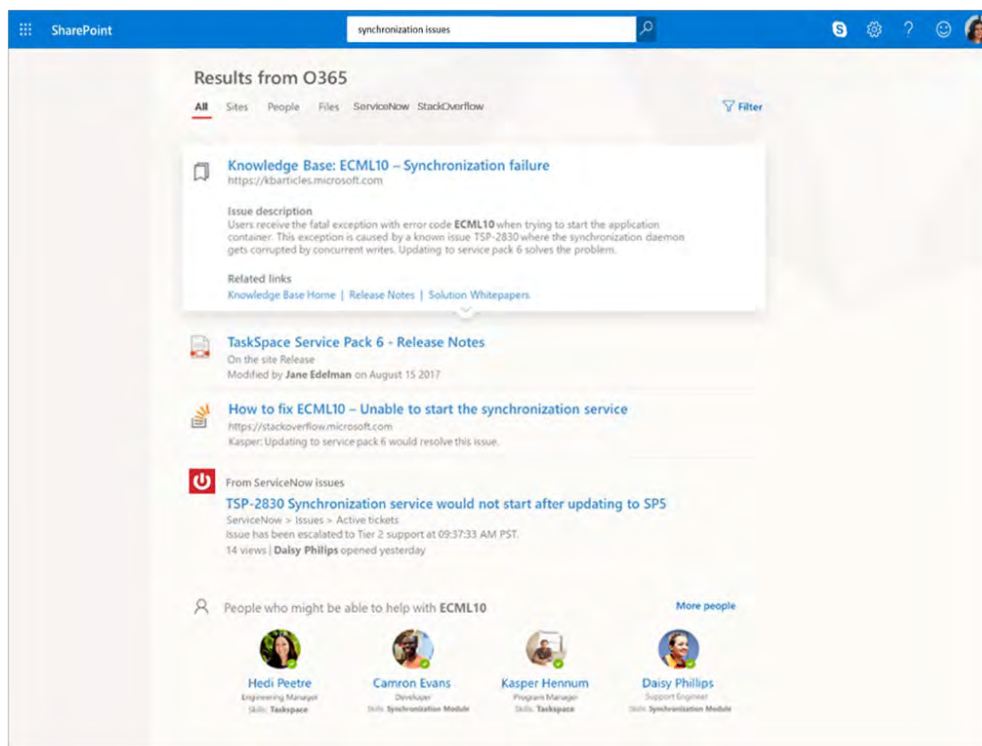 SharePoint
synchronization issues
Results from O365
All Sites People Files ServiceNow StackOverflow
Filter
Knowledge Base: ECML10 – Synchronization failure
https://kbarticles.microsoft.com
Issue description
Users receive the fatal exception with error code ECML10 when trying to start the application
container. This exception is caused by a known issue TSP-2830 where the synchronization daemon
gets corrupted by concurrent writes. Updating to service pack 6 solves the problem.
Related links
Knowledge Base Home | Release Notes | Solution Whitepapers
TaskSpace Service Pack 6 - Release Notes
On the site Release
Modified by Jane Edelman on August 15 2017
How to fix ECML10 – Unable to start the synchronization service
https://stackoverflow.microsoft.com
Kasper: Updating to service pack 6 would resolve this issue.
From ServiceNow issues
TSP-2830 Synchronization service would not start after updating to SP5
ServiceNow > Issues > Active tickets
Issue has been escalated to Tier 2 support at 09:37:33 AM PST.
14 views | Daisy Philips opened yesterday
People who might be able to help with ECML10
More people
Hedi Peetre Camron Evans Kasper Hennum Daisy Phillips
Engineering Manager Developer Program Manager Support Engineer
Skills: Taskspace Skills: Synchronization Module Skills: Taskspace Skills: Synchronization Module